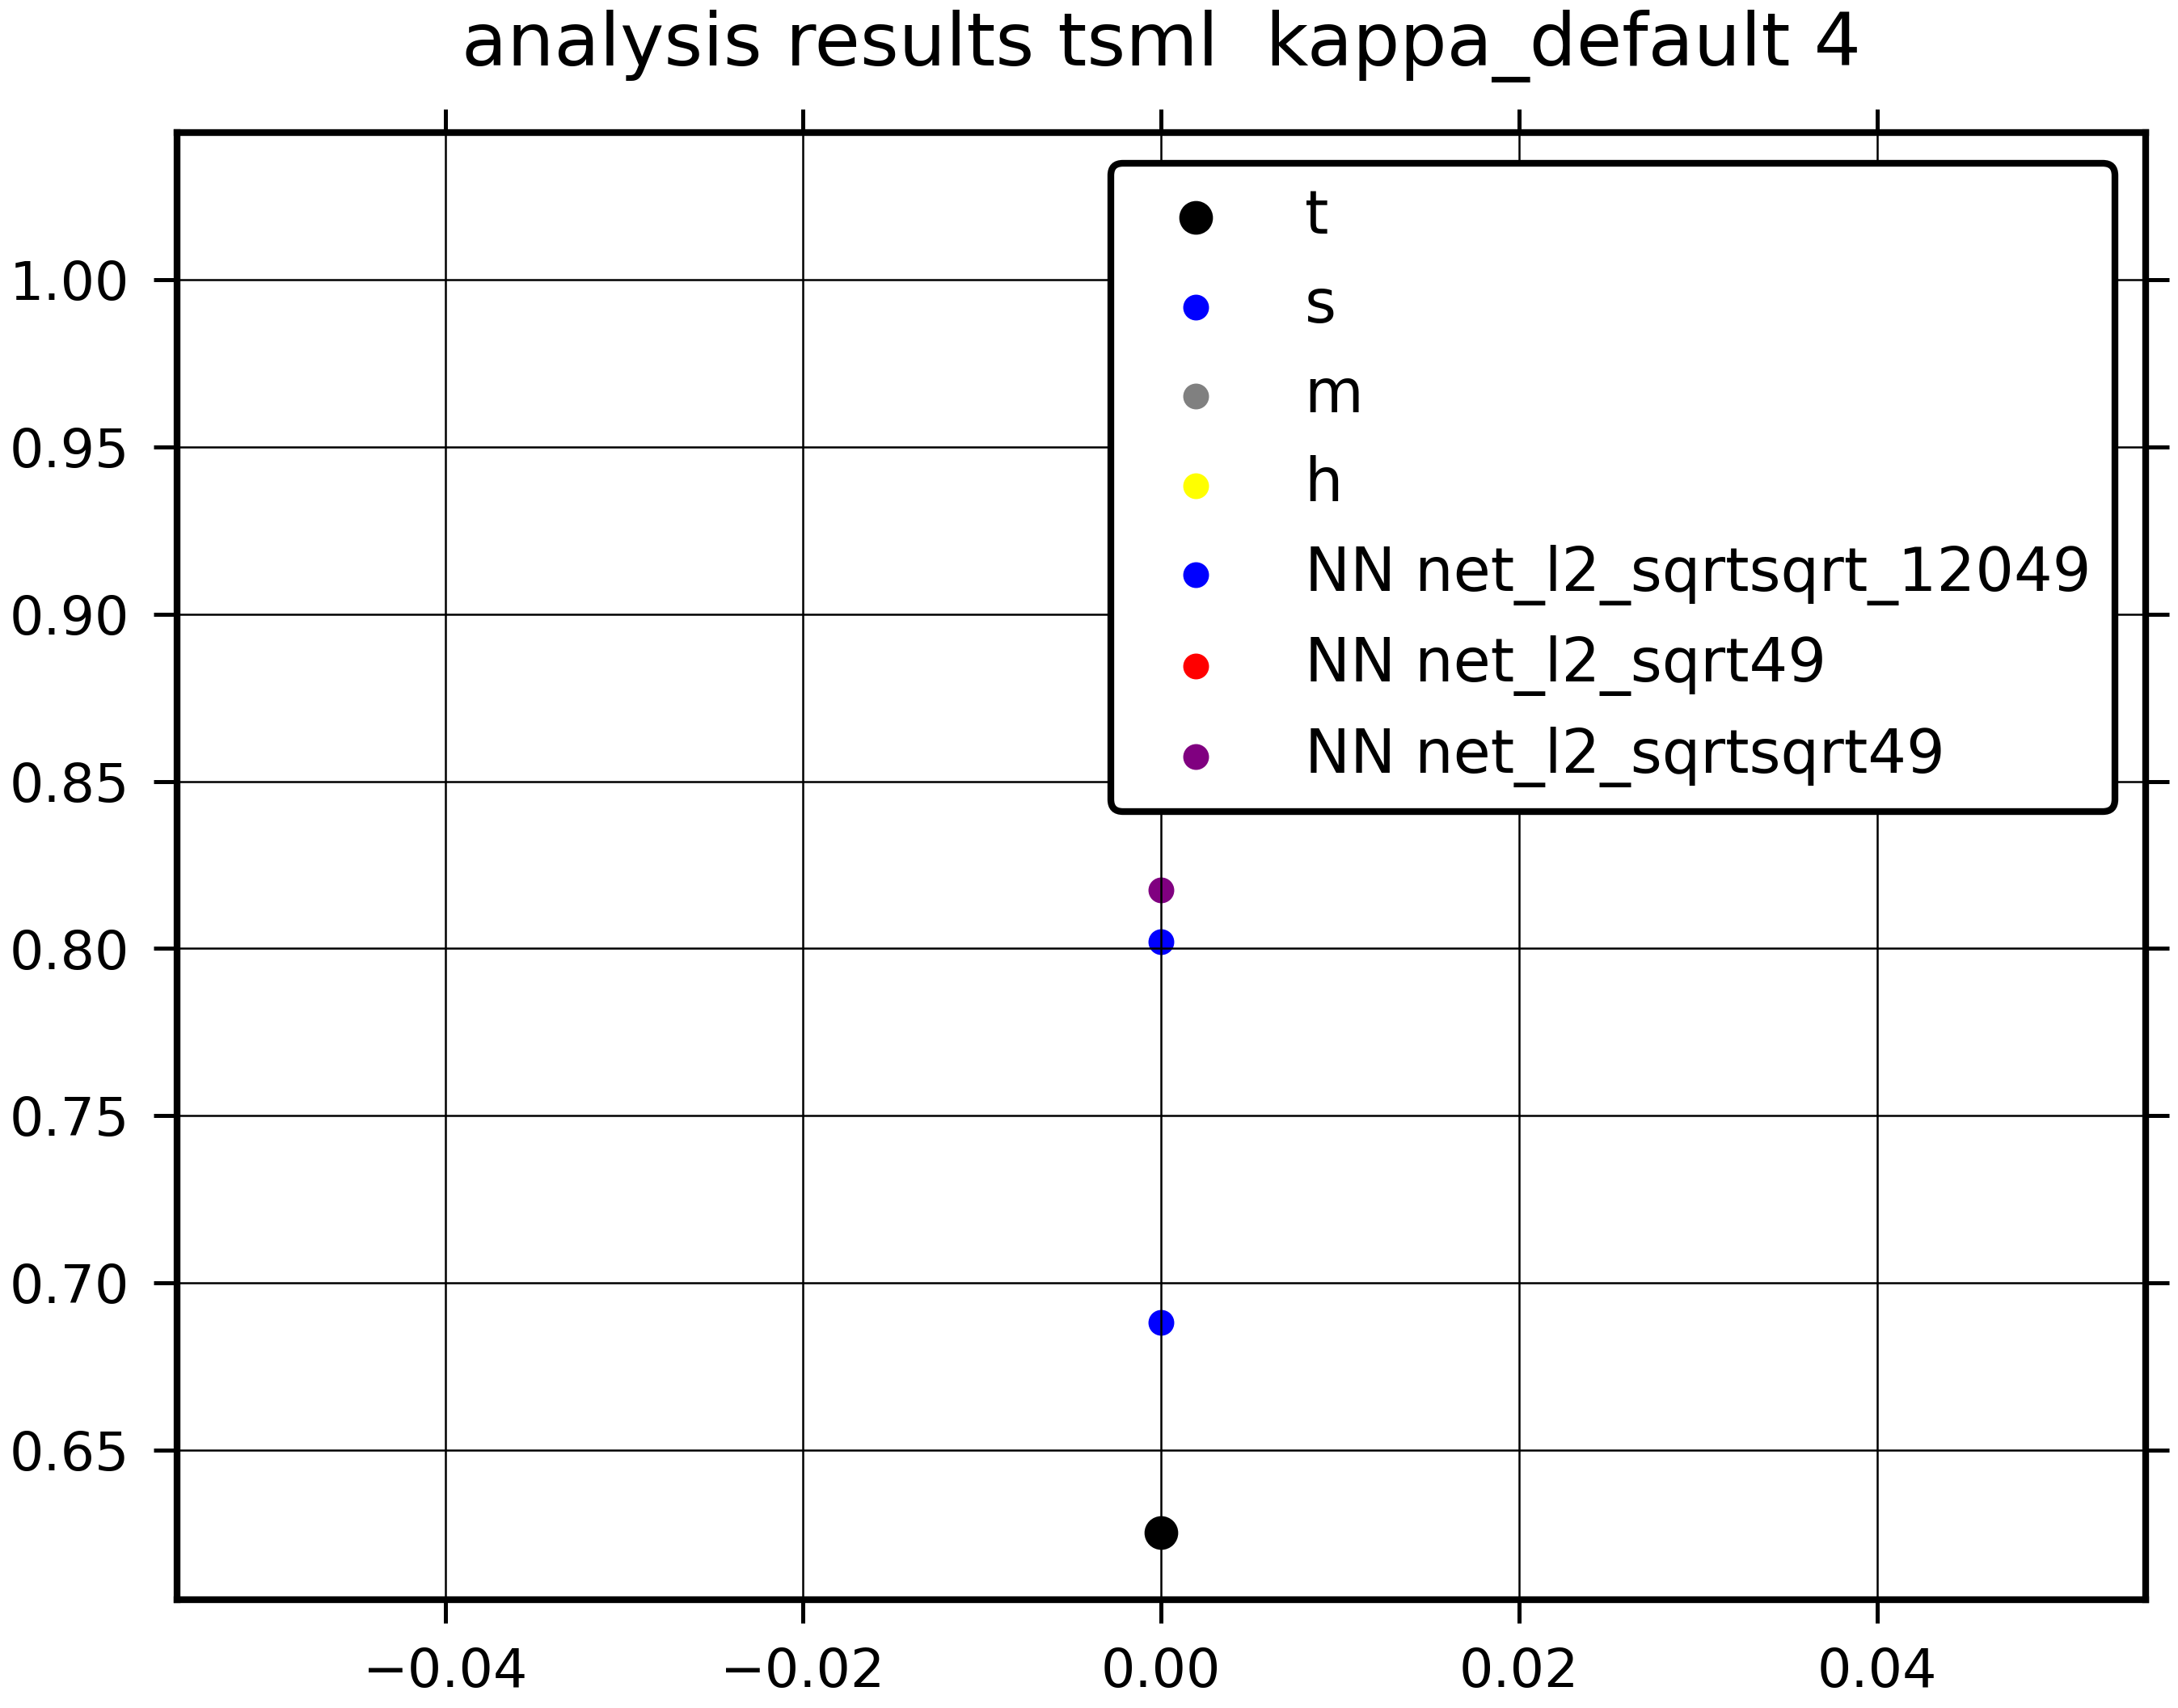 analysis results tsml  kappa_default 4
t
s
m
h
NN net_l2_sqrtsqrt_12049
NN net_l2_sqrt49
NN net_l2_sqrtsqrt49
1.00
0.95
0.90
0.85
0.80
0.75
0.70
0.65
−0.04
−0.02
0.00
0.02
0.04